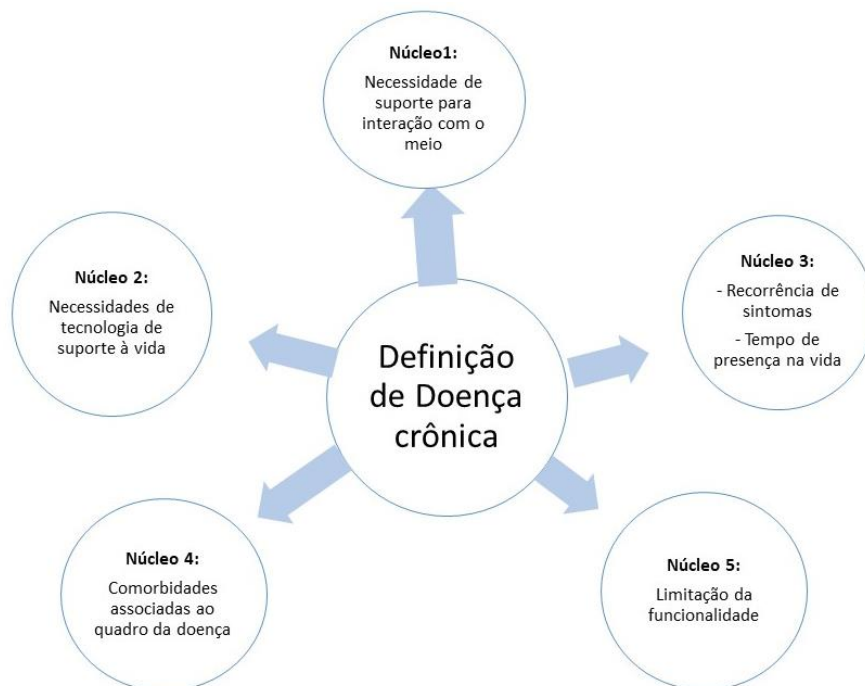 Núcleo1:
Necessidade de
suporte para
interação com o
meio
Núcleo 2:
Necessidades de
tecnologia de
suporte à vida
Núcleo 3:
- Recorrência de
sintomas
- Tempo de
presença na vida
Definição
de Doença
crônica
Núcleo 4:
Comorbidades
associadas ao
quadro da doença
Núcleo 5:
Limitação da
funcionalidade